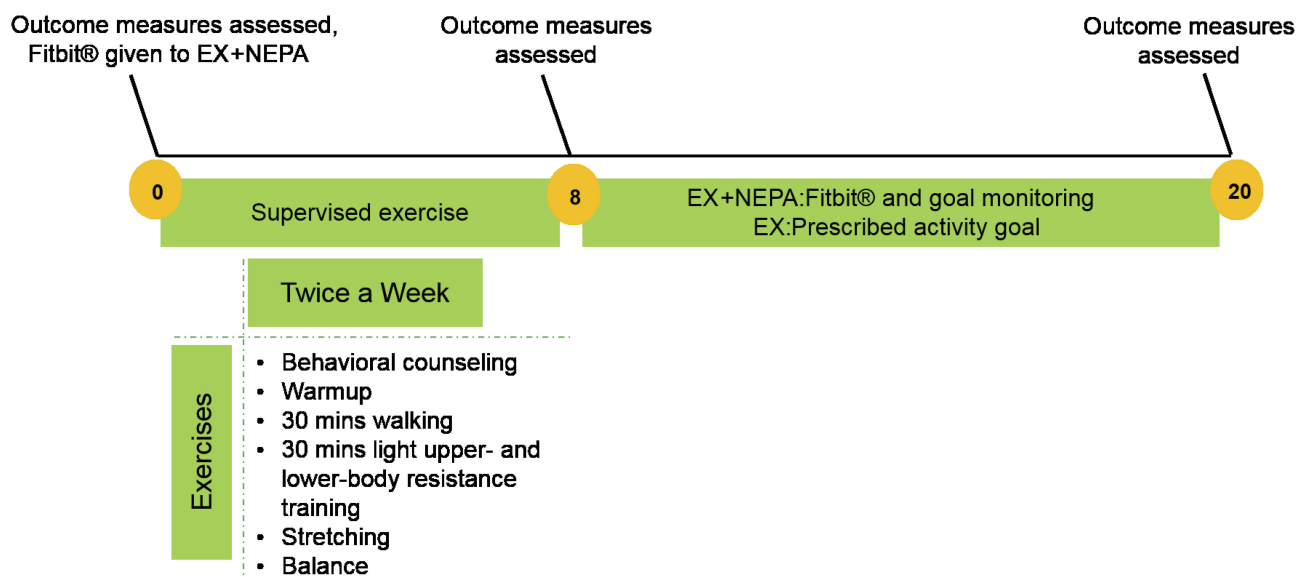 Outcome measures assessed,
Fitbit® given to EX+NEPA
Outcome measures
assessed
Outcome measures
assessed
0
Supervised exercise
8
EX+NEPA:Fitbit® and goal monitoring
EX:Prescribed activity goal
20
Twice a Week
Exercises
• Behavioral counseling
• Warmup
• 30 mins walking
• 30 mins light upper- and
lower-body resistance
training
• Stretching
• Balance